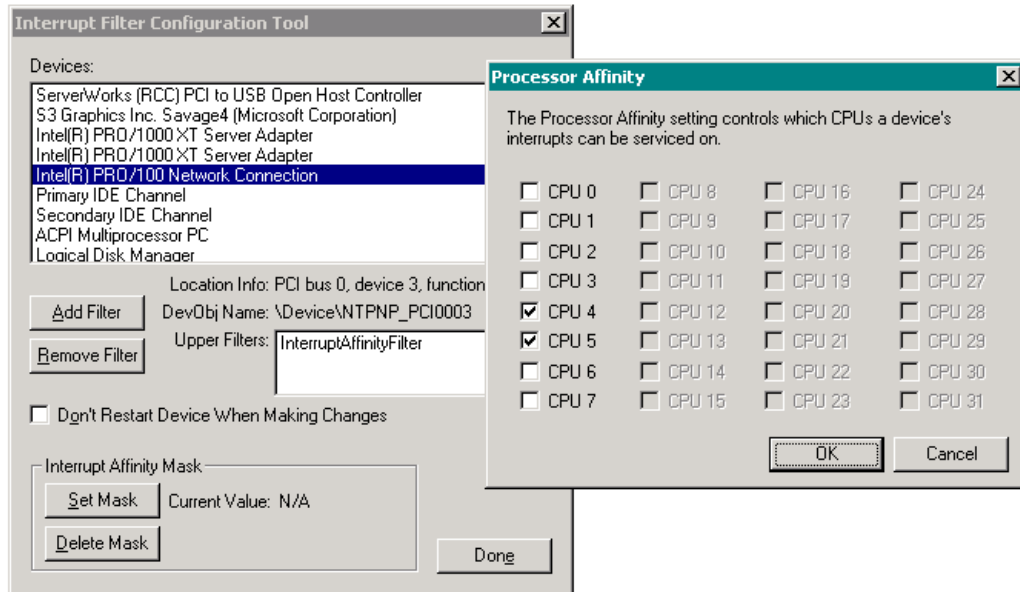 Interrupt Filter Configuration Tool
Devices:
ServerWorks (RCC) PCI to USB Open Host Controller
S3 Graphics Inc. Savage4 (Microsoft Corporation)
Intel(R) PRO/1000 XT Server Adapter
Intel(R) PRO/1000 XT Server Adapter
Intel(R) PRO/100 Network Connection
Primary IDE Channel
Secondary IDE Channel
ACPI Multiprocessor PC
Logical Disk Manager
Location Info: PCI bus 0, device 3, function
Add Filter
DevObj Name: \Device\NTPNP_PCI0003
Remove Filter
Upper Filters: InterruptAffinityFilter
Don't Restart Device When Making Changes
Interrupt Affinity Mask
Set Mask
Current Value: N/A
Delete Mask
Done
Processor Affinity
The Processor Affinity setting controls which CPUs a device's
interrupts can be serviced on.
CPU 0 CPU 8 CPU 16 CPU 24
CPU 1 CPU 9 CPU 17 CPU 25
CPU 2 CPU 10 CPU 18 CPU 26
CPU 3 CPU 11 CPU 19 CPU 27
CPU 4 CPU 12 CPU 20 CPU 28
CPU 5 CPU 13 CPU 21 CPU 29
CPU 6 CPU 14 CPU 22 CPU 30
CPU 7 CPU 15 CPU 23 CPU 31
OK
Cancel